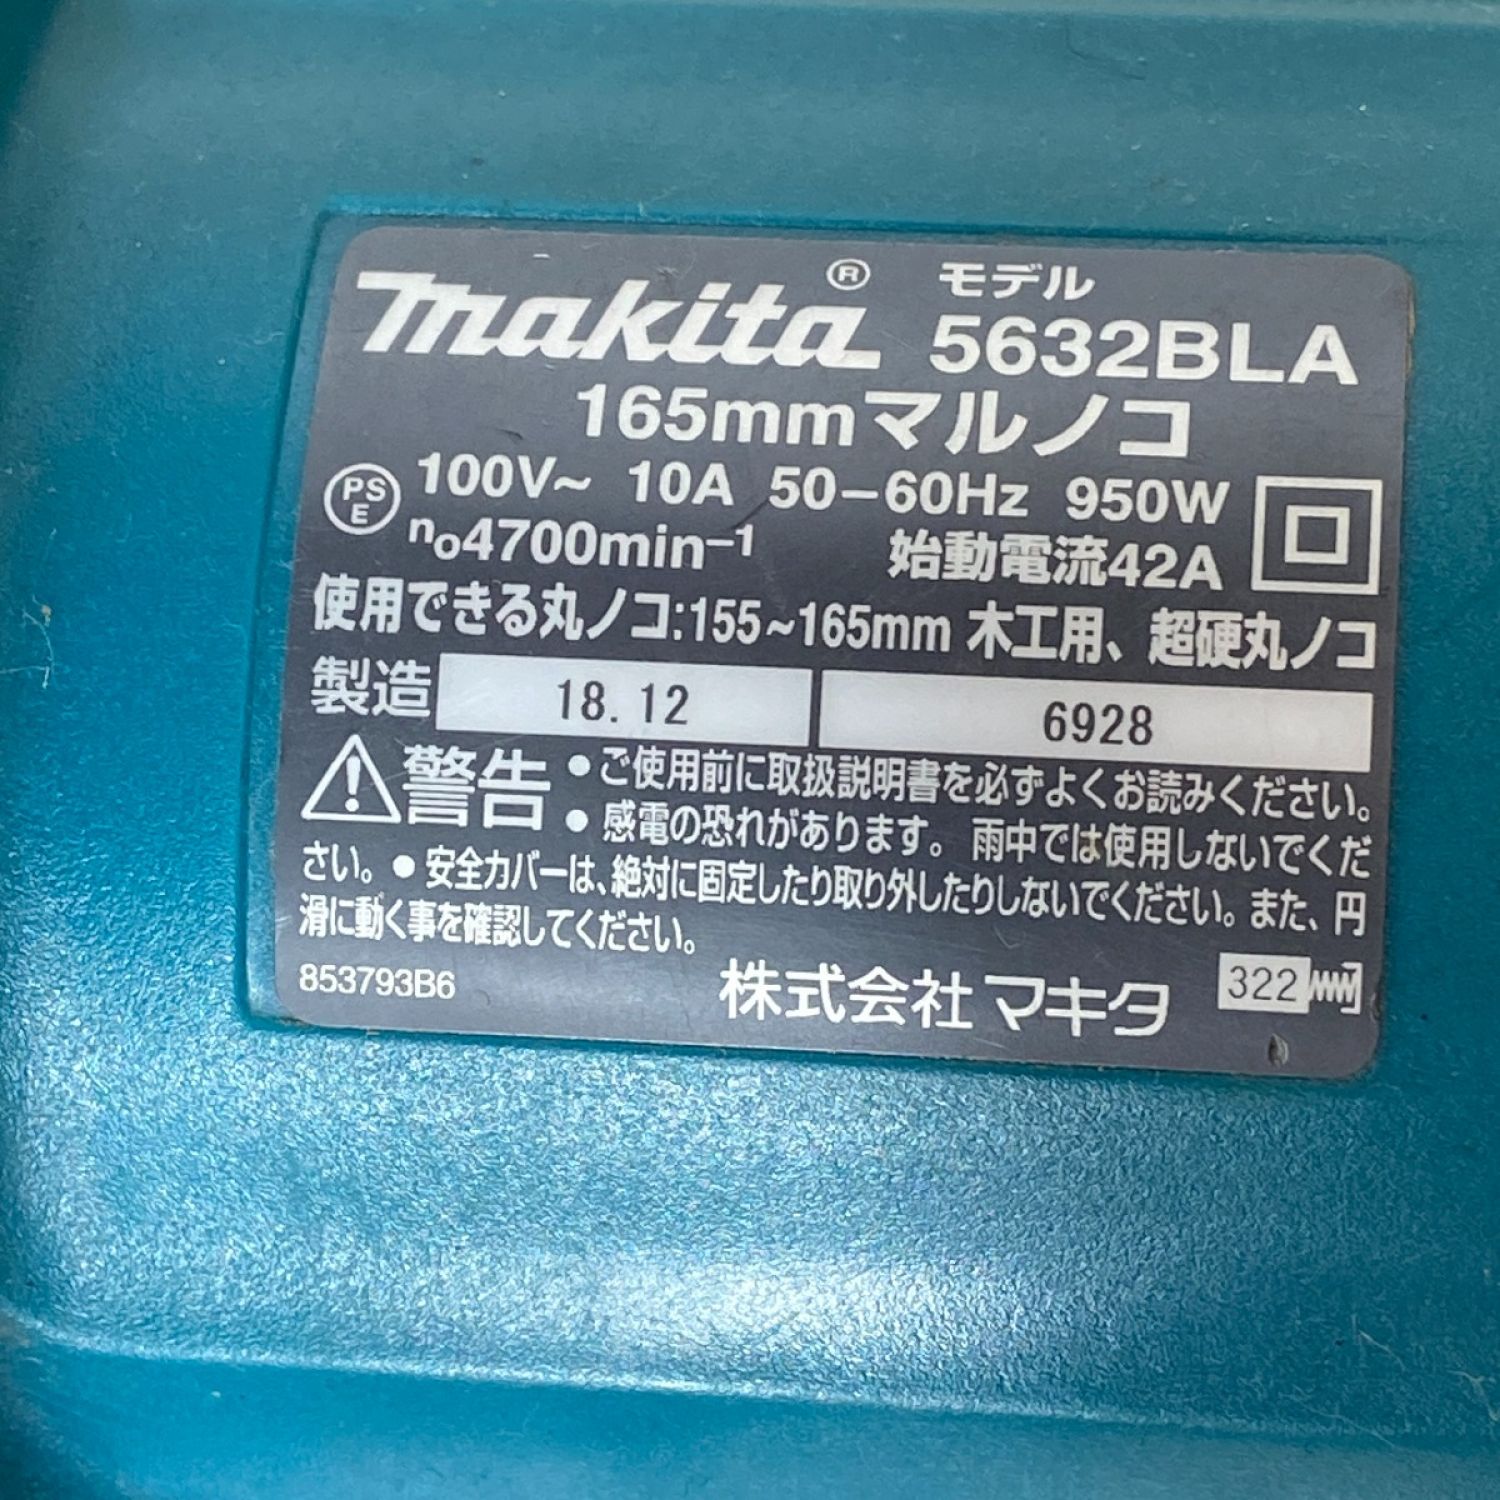 makita® モデル
5632BLA
165mmマルノコ
PSE 100V~ 10A 50-60Hz 950W
n₀4700min⁻¹ 始動電流42A
使用できる丸ノコ:155~165mm 木工用、超硬丸ノコ
製造 18.12 6928
警告 ●ご使用前に取扱説明書を必ずよくお読みください。
●感電の恐れがあります。雨中では使用しないでくだ
さい。●安全カバーは、絶対に固定したり取り外したりしないでください。また、円
滑に動く事を確認してください。
853793B6 株式会社マキタ 322